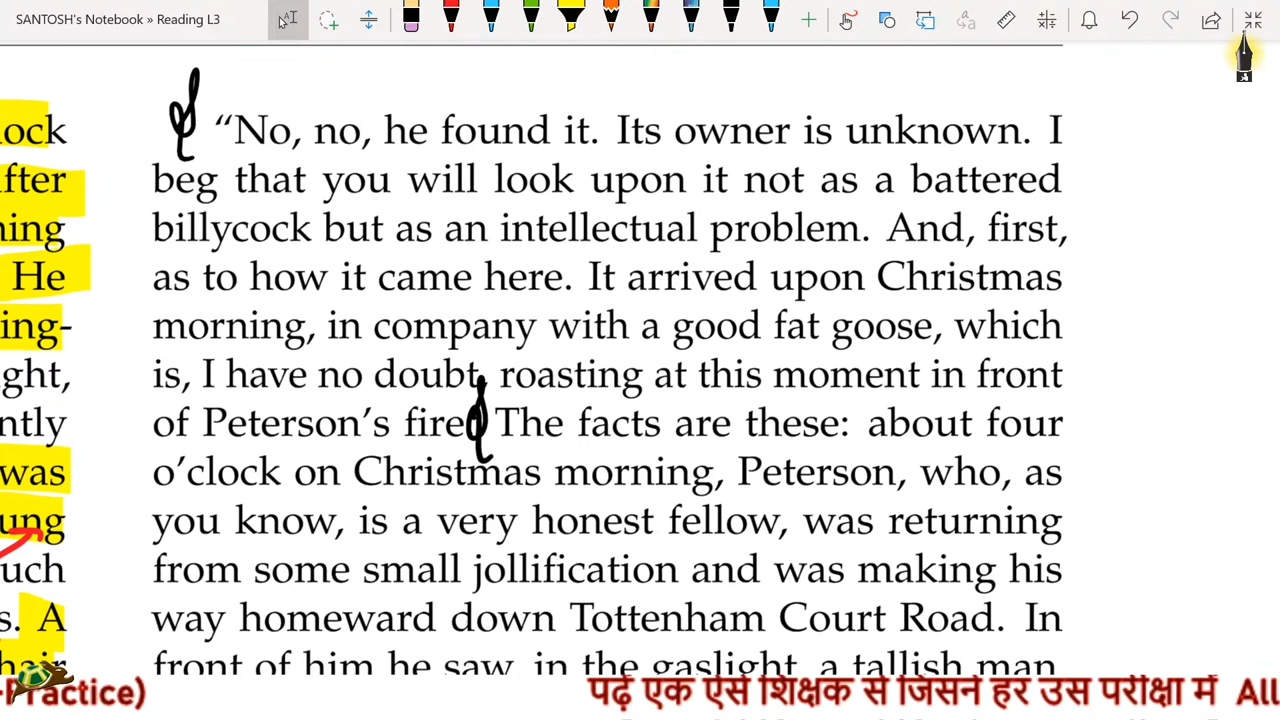 SANTOSH's Notebook » Reading L3
lock
after
ning
He
ing-
ght,
ntly
was
ung
uch
s. A
hair
“No, no, he found it. Its owner is unknown. I
beg that you will look upon it not as a battered
billycock but as an intellectual problem. And, first,
as to how it came here. It arrived upon Christmas
morning, in company with a good fat goose, which
is, I have no doubt, roasting at this moment in front
of Peterson’s fire. The facts are these: about four
o’clock on Christmas morning, Peterson, who, as
you know, is a very honest fellow, was returning
from some small jollification and was making his
way homeward down Tottenham Court Road. In
front of him he saw, in the gaslight, a tallish man,
-Practice) पढ़ें एक ऐसे शिक्षक से जिसने हर उस परीक्षा में All